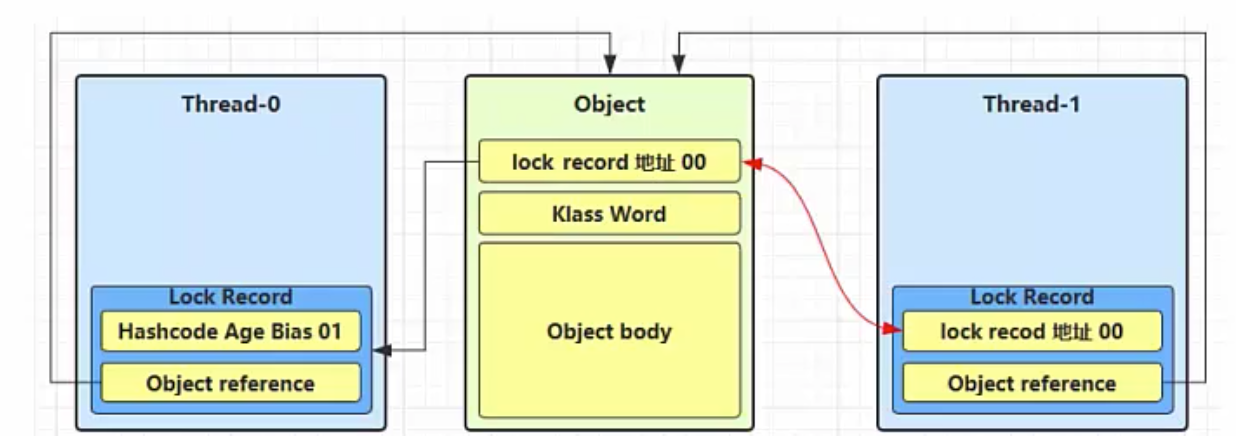 Thread-0
Lock Record
Hashcode Age Bias 01
Object reference
Object
lock record 地址 00
Klass Word
Object body
Thread-1
Lock Record
lock recod 地址 00
Object reference